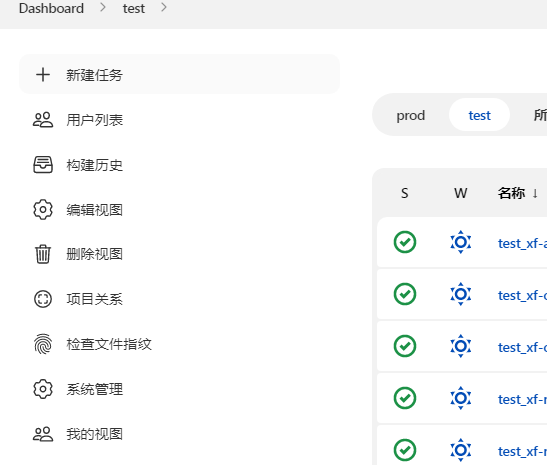 Dashboard > test >
新建任务
用户列表
构建历史
编辑视图
删除视图
项目关系
检查文件指纹
系统管理
我的视图
prod test 所
S W 名称 ↓
test_xf-a
test_xf-c
test_xf-c
test_xf-r
test_xf-r